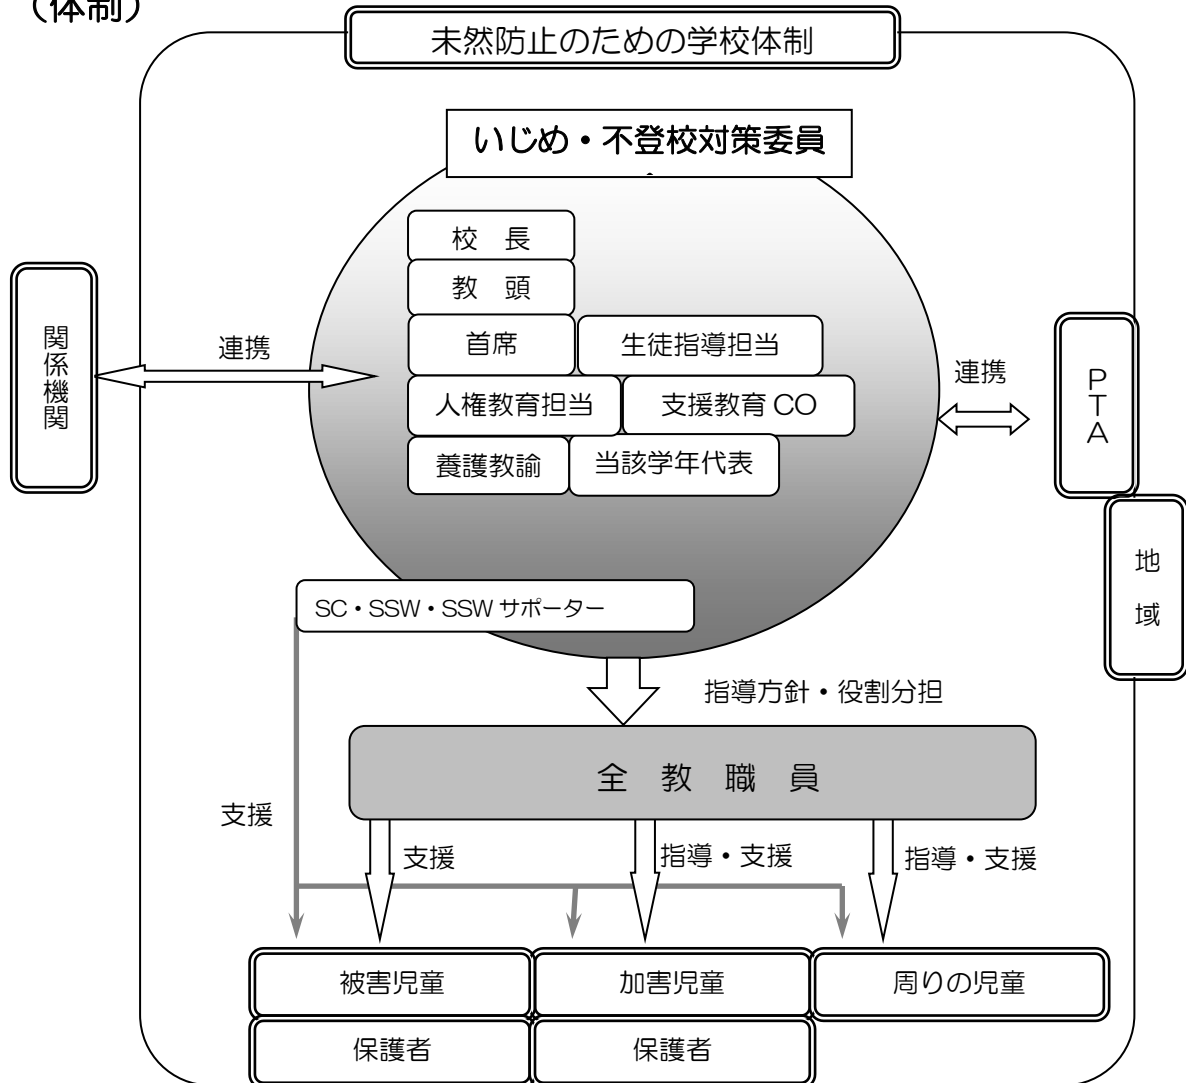 （体制）
未然防止のための学校体制
いじめ・不登校対策委員
校　長
教　頭
首席
生徒指導担当
人権教育担当
支援教育 CO
養護教諭
当該学年代表
関係機関
連携
連携
PTA
地域
SC・SSW・SSW サポーター
指導方針・役割分担
全　教　職　員
支援
支援
指導・支援
指導・支援
被害児童
加害児童
周りの児童
保護者
保護者